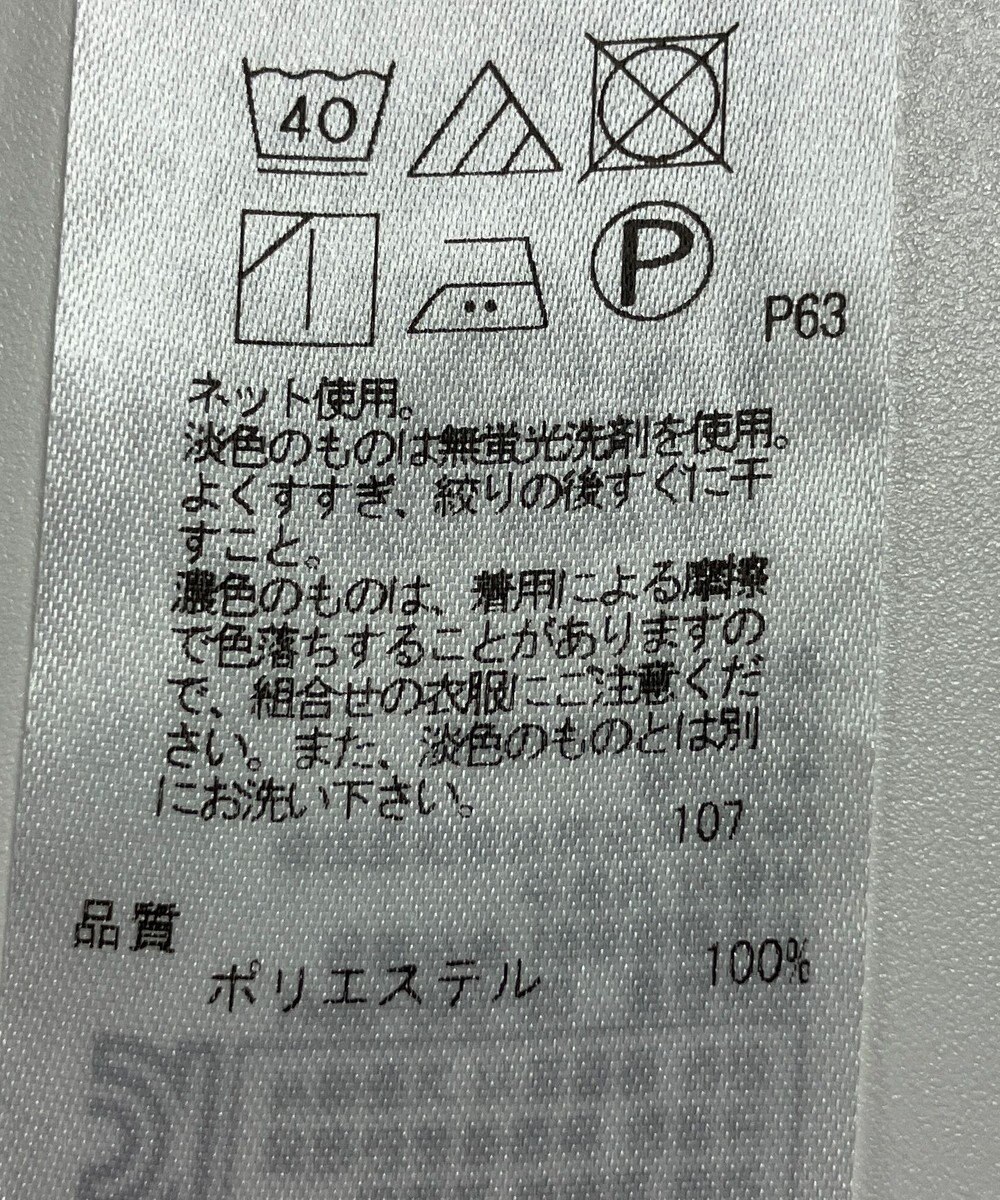 40
P
P63
ネット使用。
淡色のものは無蛍光洗剤を使用。
よくすすぎ、絞りの後すぐに干
すこと。
濃色のものは、着用による摩擦
で色落ちすることがありますの
で、組合せの衣服にご注意くだ
さい。また、淡色のものとは別
にお洗い下さい。
107
品質
ポリエステル 100%